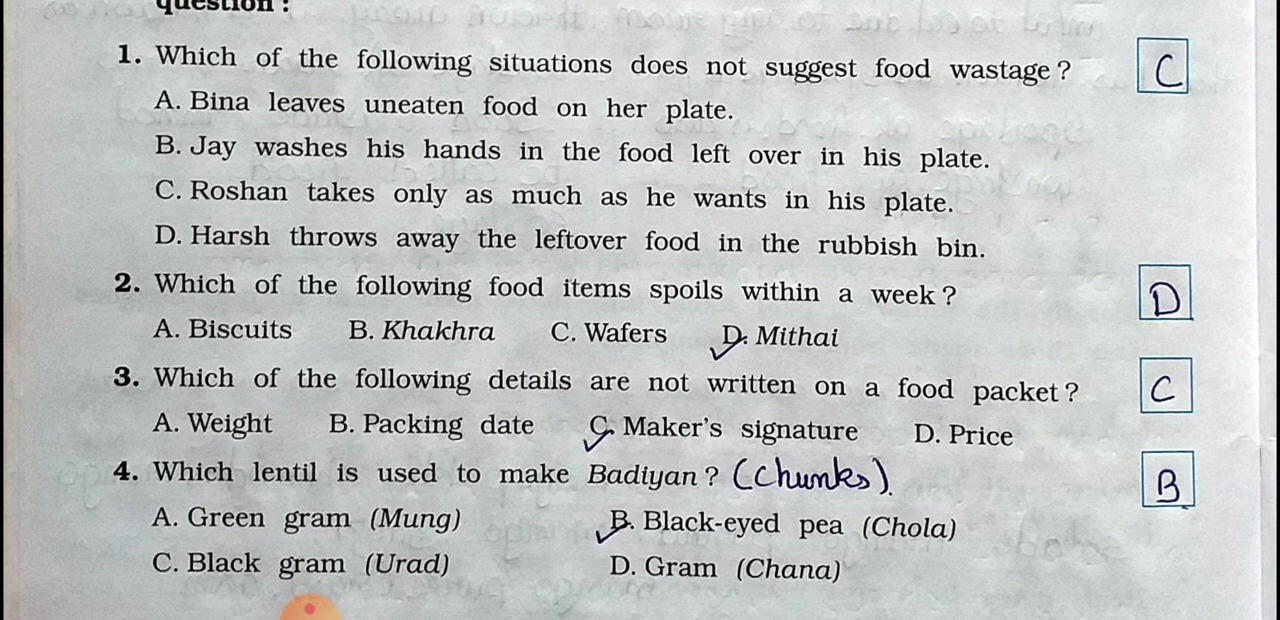 question :
1. Which of the following situations does not suggest food wastage ? C
A. Bina leaves uneaten food on her plate.
B. Jay washes his hands in the food left over in his plate.
C. Roshan takes only as much as he wants in his plate.
D. Harsh throws away the leftover food in the rubbish bin.
2. Which of the following food items spoils within a week ? D
A. Biscuits B. Khakhra C. Wafers D. Mithai
3. Which of the following details are not written on a food packet ? C
A. Weight B. Packing date C. Maker's signature D. Price
4. Which lentil is used to make Badiyan ? (Chunks). B
A. Green gram (Mung) B. Black-eyed pea (Chola)
C. Black gram (Urad) D. Gram (Chana)